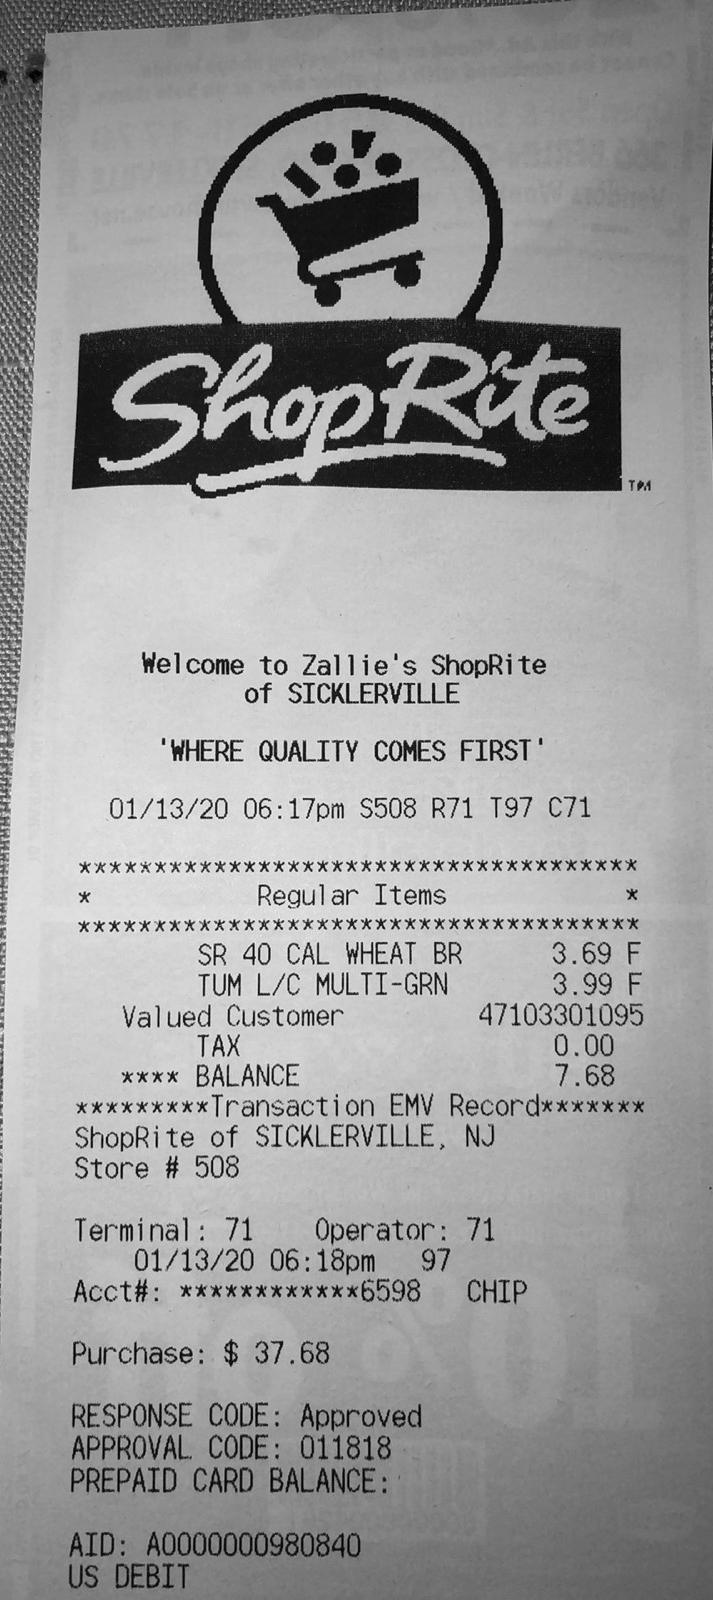 ShopRite
TM
Welcome to Zallie's ShopRite
of SICKLERVILLE
'WHERE QUALITY COMES FIRST'
01/13/20 06:17pm S508 R71 T97 C71
************************************
* Regular Items *
************************************
SR 40 CAL WHEAT BR 3.69 F
TUM L/C MULTI-GRN 3.99 F
Valued Customer 47103301095
TAX 0.00
**** BALANCE 7.68
*********Transaction EMV Record*******
ShopRite of SICKLERVILLE, NJ
Store # 508
Terminal: 71 Operator: 71
01/13/20 06:18pm 97
Acct#: ************6598 CHIP
Purchase: $ 37.68
RESPONSE CODE: Approved
APPROVAL CODE: 011818
PREPAID CARD BALANCE:
AID: A0000000980840
US DEBIT